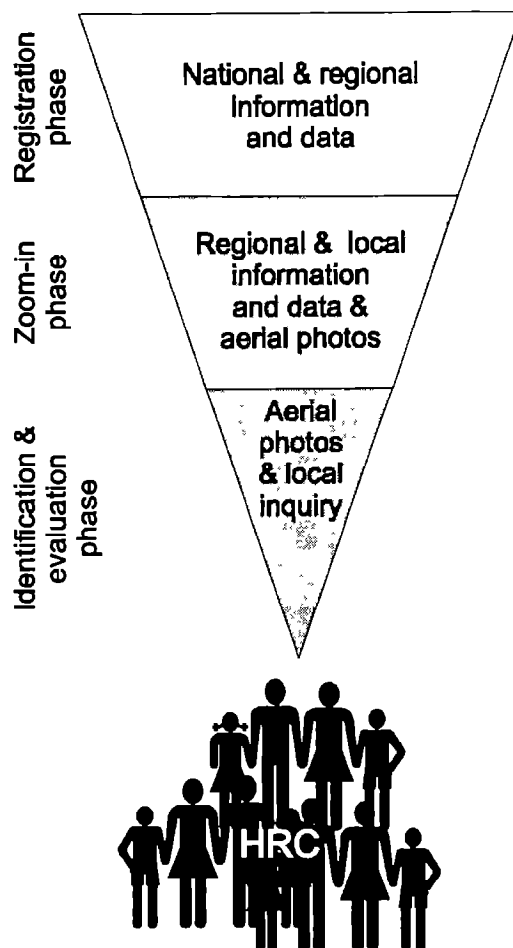 Registration
phase
National & regional
information
and data
Zoom-in
phase
Regional & local
information
and data &
aerial photos
Identification &
evaluation
phase
Aerial
photos
& local
inquiry
HRC